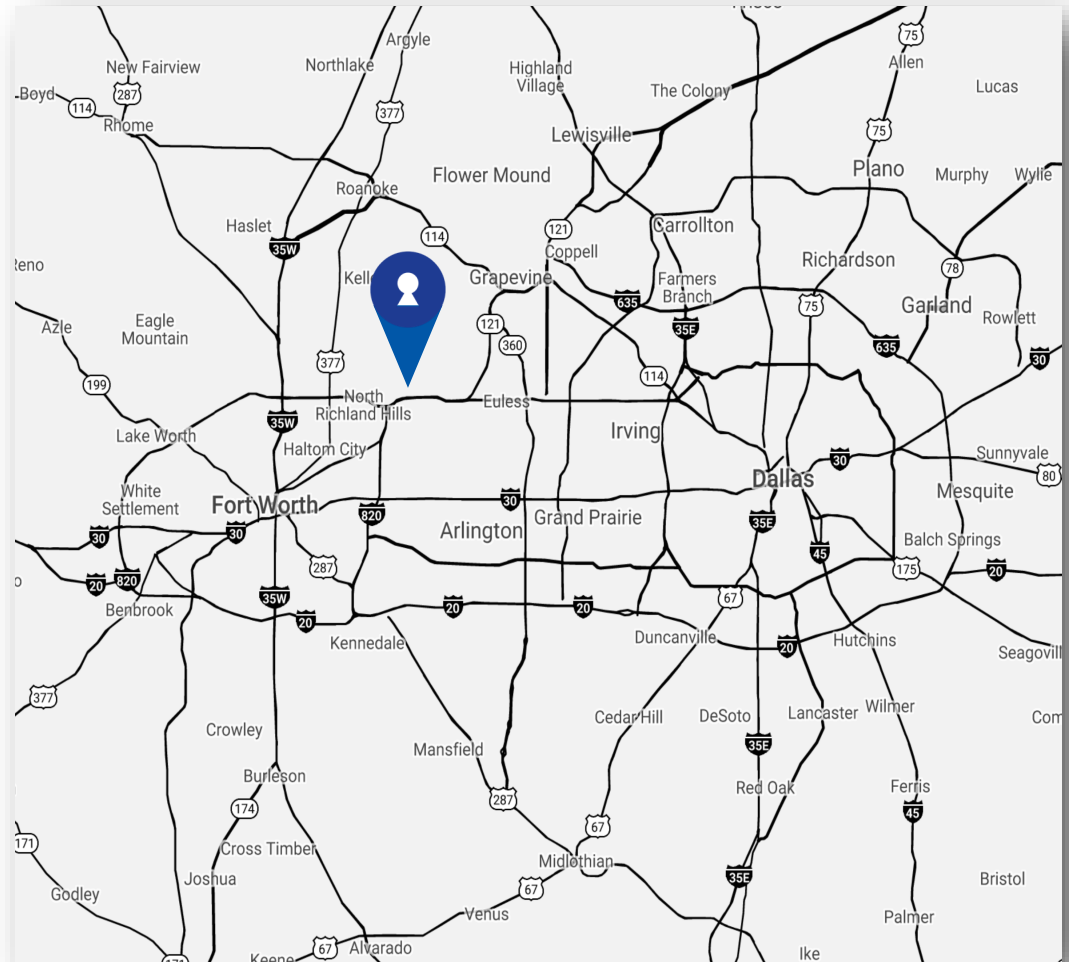 Argyle
75
New Fairview
Northlake
Highland
Village
Allen
Boyd
287
114
377
The Colony
Lucas
Rhome
Lewisville
75
Roanoke
Flower Mound
Plano
Murphy
Wylie
Haslet
35W
114
121
Carrollton
Coppell
Richardson
78
Grapevine
Farmers
Branch
635
75
Garland
Rowlett
Azle
Eagle
Mountain
121
360
35E
635
30
377
199
114
North
Richland Hills
Euless
35W
Lake Worth
Haltom City
Irving
30
Sunnyvale
80
White
Settlement
Fort Worth
30
Dallas
Mesquite
820
Arlington
Grand Prairie
35E
30
30
45
Balch Springs
287
175
20
20
820
35W
Benbrook
20
20
20
67
Kennedale
Duncanville
20
Hutchins
377
Crowley
Mansfield
Cedar Hill
DeSoto
Lancaster
Wilmer
35E
Burleson
174
287
67
Red Oak
Ferris
45
171
Cross Timber
Midlothian
35E
Joshua
67
Bristol
Godley
Venus
Palmer
67
Alvarado
Ike
Keene